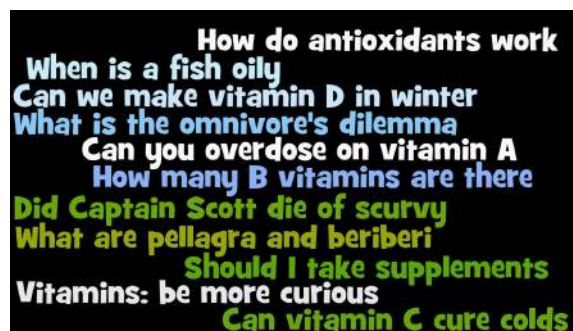 How do antioxidants work
When is a fish oily
Can we make vitamin D in winter
What is the omnivore's dilemma
Can you overdose on vitamin A
How many B vitamins are there
Did Captain Scott die of scurvy
What are pellagra and beriberi
Should I take supplements
Vitamins: be more curious
Can vitamin C cure colds